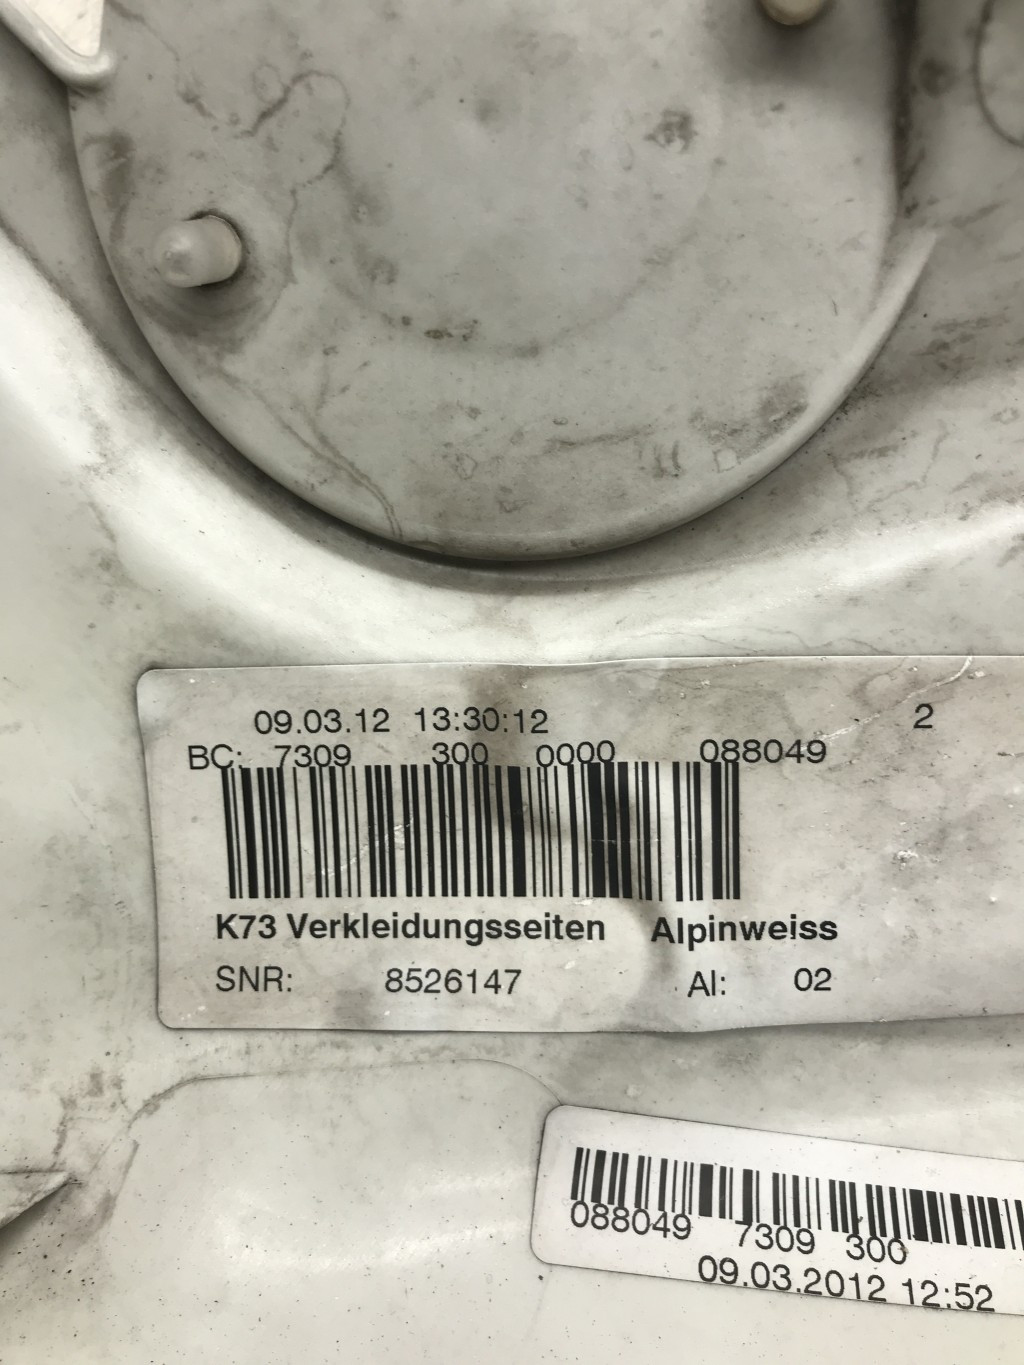 09.03.12 13:30:12 2
BC: 7309 300 0000 088049
K73 Verkleidungsseiten Alpinweiss
SNR: 8526147 AI: 02
088049 7309 300
09.03.2012 12:52